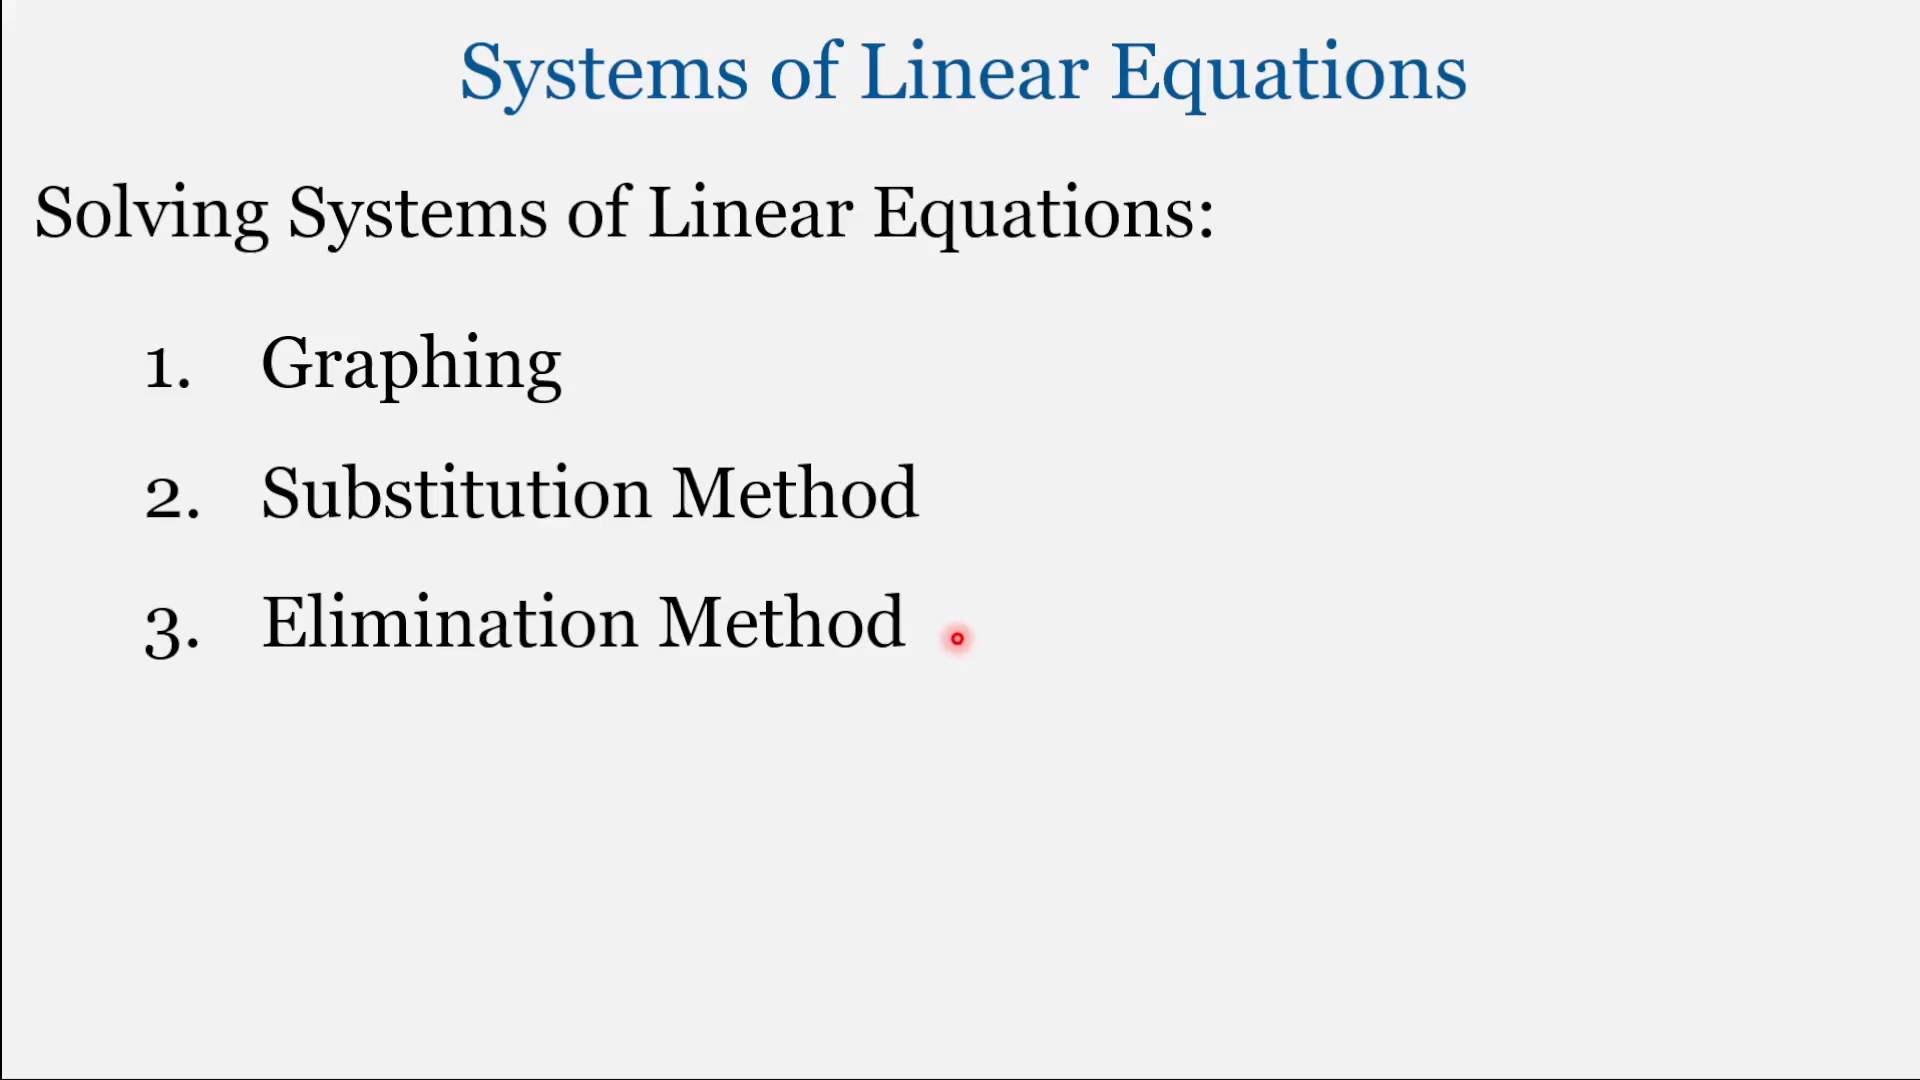 Systems of Linear Equations
Solving Systems of Linear Equations:
1. Graphing
2. Substitution Method
3. Elimination Method